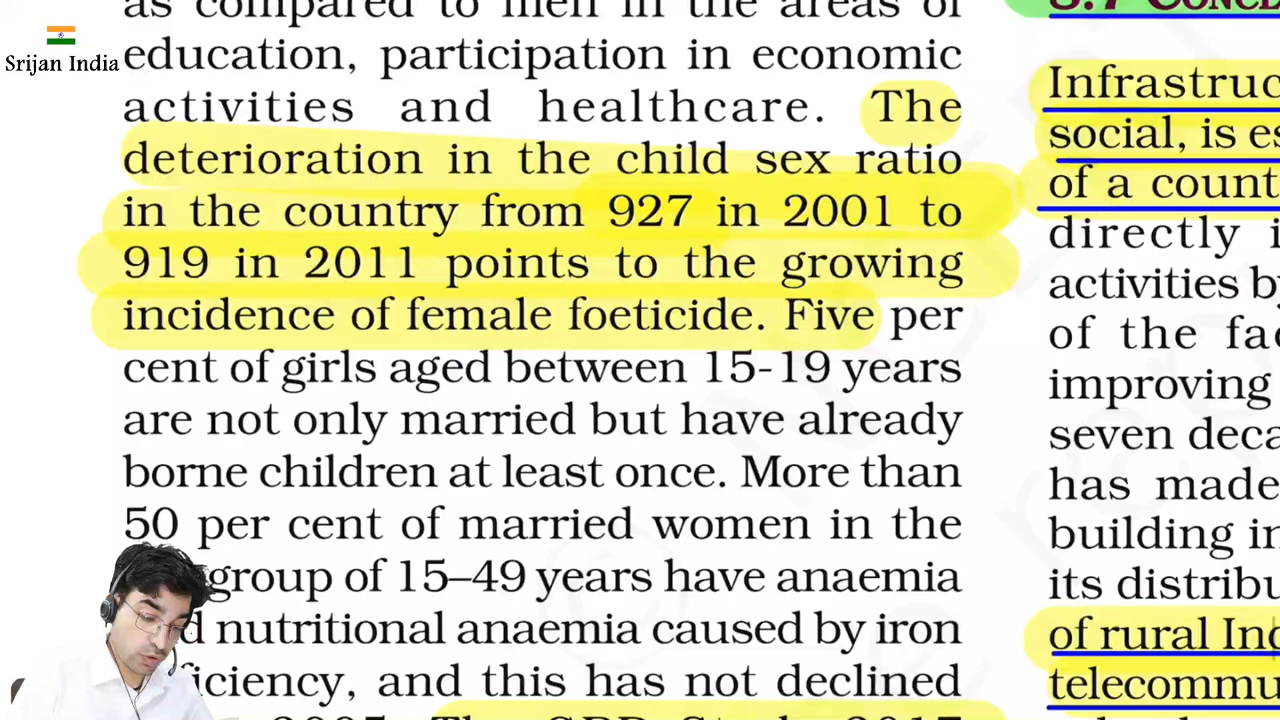 Srijan India
as compared to men in the areas of
education, participation in economic
activities and healthcare. The
deterioration in the child sex ratio
in the country from 927 in 2001 to
919 in 2011 points to the growing
incidence of female foeticide. Five per
cent of girls aged between 15-19 years
are not only married but have already
borne children at least once. More than
50 per cent of married women in the
group of 15–49 years have anaemia
nutritional anaemia caused by iron
and this has not declined
2017
Infrastruc
social, is es
of a count
directly i
activities by
of the fac
improving
seven deca
has made
building in
its distribu
of rural Ind
telecommu